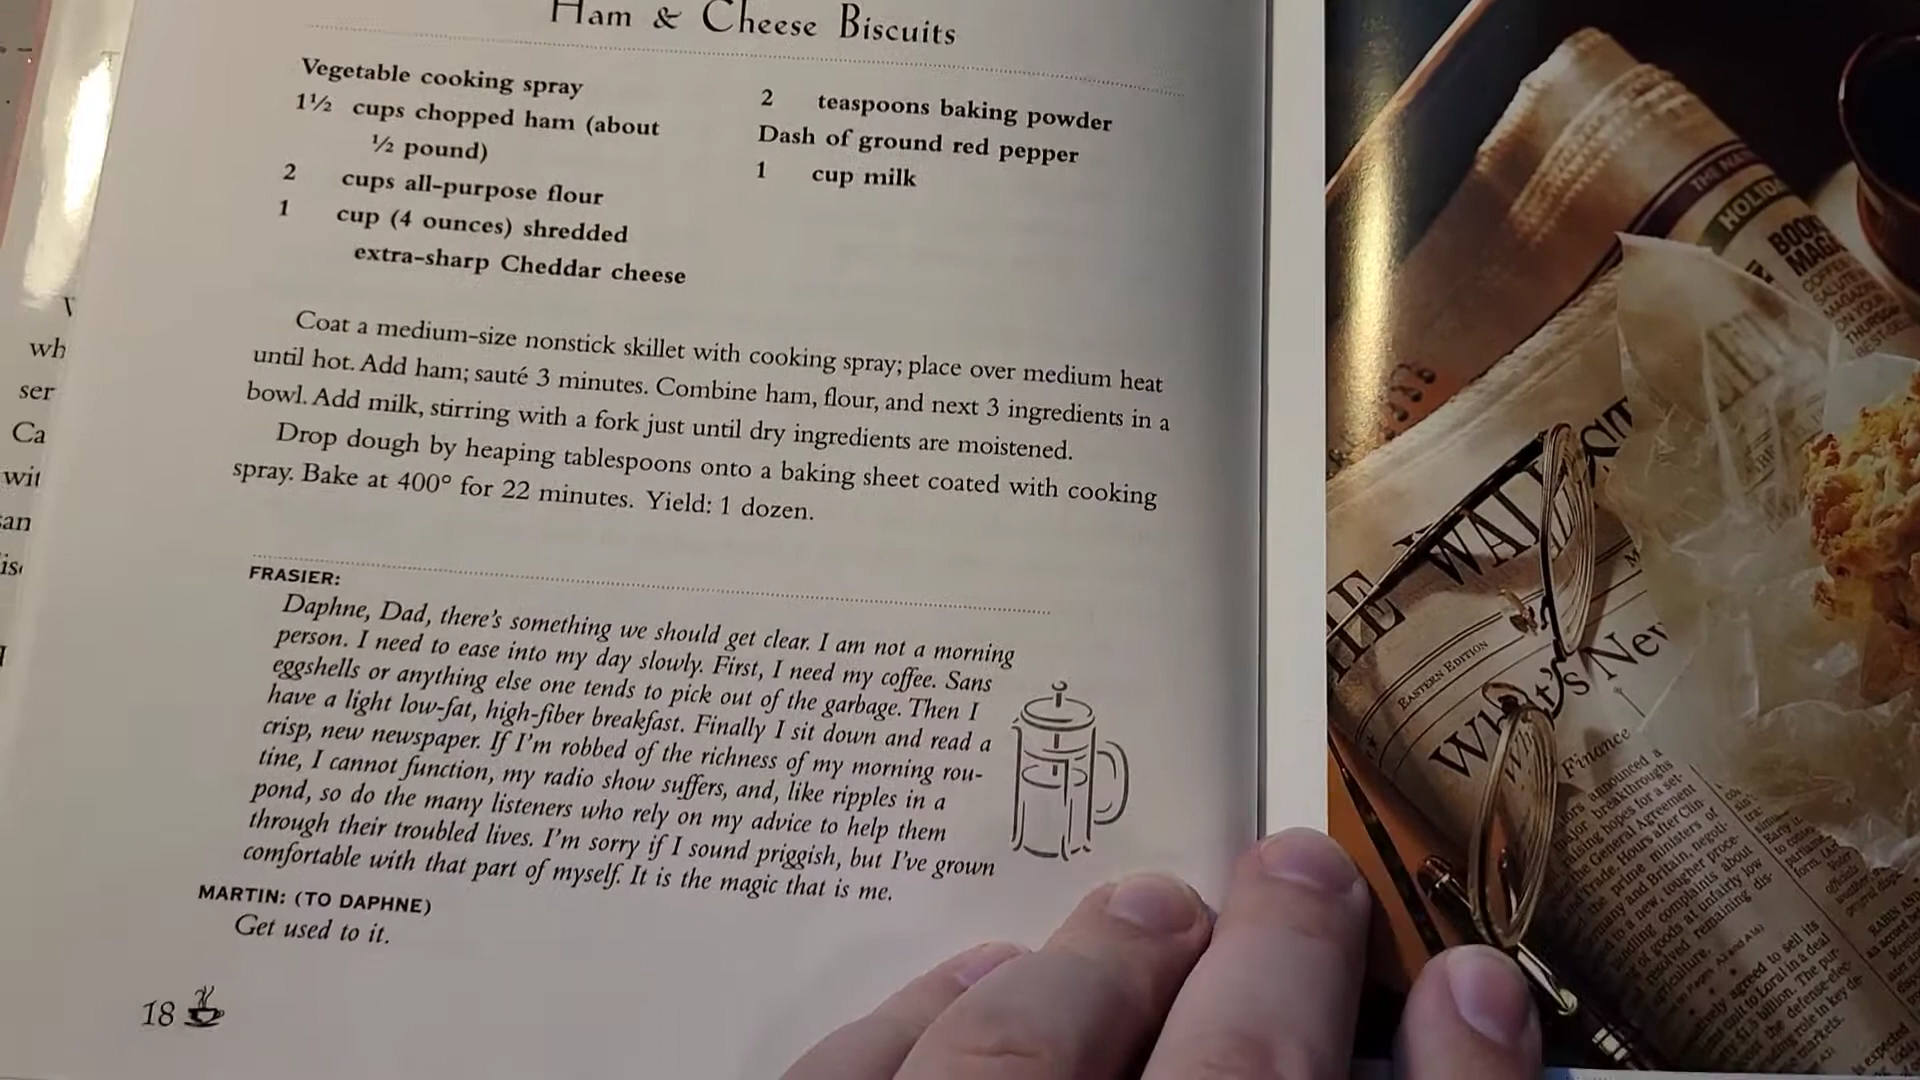 Ham & Cheese Biscuits
Vegetable cooking spray
1½ cups chopped ham (about
½ pound)
2 cups all-purpose flour
1 cup (4 ounces) shredded
extra-sharp Cheddar cheese
2 teaspoons baking powder
Dash of ground red pepper
1 cup milk
Coat a medium-size nonstick skillet with cooking spray; place over medium heat
until hot. Add ham; sauté 3 minutes. Combine ham, flour, and next 3 ingredients in a
bowl. Add milk, stirring with a fork just until dry ingredients are moistened.
Drop dough by heaping tablespoons onto a baking sheet coated with cooking
spray. Bake at 400° for 22 minutes. Yield: 1 dozen.
FRASIER:
Daphne, Dad, there's something we should get clear. I am not a morning
person. I need to ease into my day slowly. First, I need my coffee. Sans
eggshells or anything else one tends to pick out of the garbage. Then I
have a light low-fat, high-fiber breakfast. Finally I sit down and read a
crisp, new newspaper. If I'm robbed of the richness of my morning rou-
tine, I cannot function, my radio show suffers, and, like ripples in a
pond, so do the many listeners who rely on my advice to help them
through their troubled lives. I'm sorry if I sound priggish, but I've grown
comfortable with that part of myself. It is the magic that is me.
MARTIN: (TO DAPHNE)
Get used to it.
18
wh
ser
Ca
wit
HOLIDA
BOOKS
MAGA
THE WALL ST
EASTERN EDITION
What's New
Finance